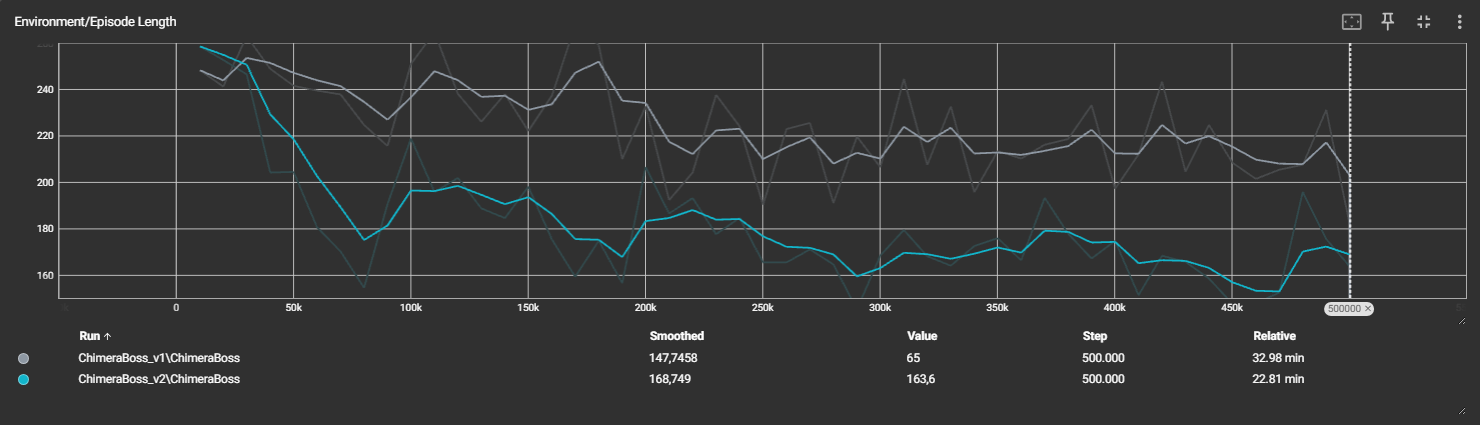 Environment/Episode Length
240
220
200
180
160
0 50k 100k 150k 200k 250k 300k 350k 400k 450k 500000 ×
Run ↑ Smoothed Value Step Relative
ChimeraBoss_v1\ChimeraBoss 147,7458 65 500.000 32.98 min
ChimeraBoss_v2\ChimeraBoss 168,749 163,6 500.000 22.81 min